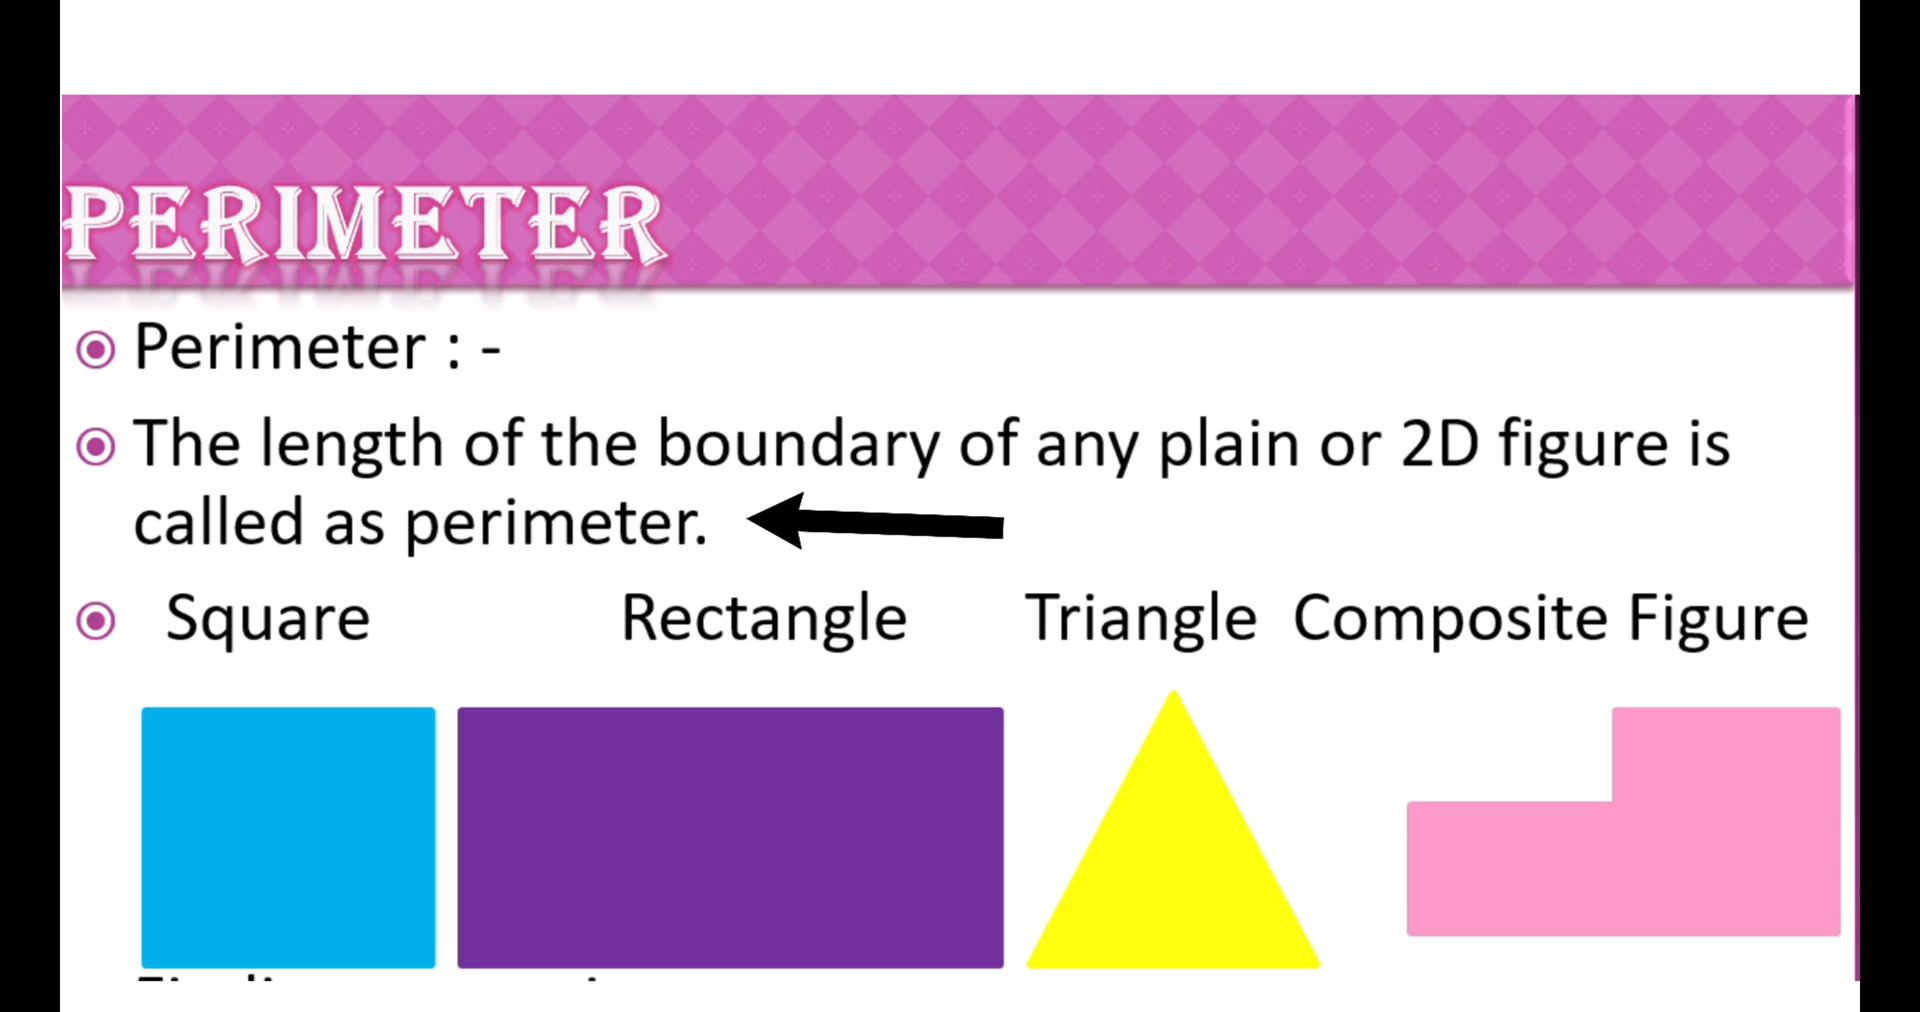 PERIMETER
Perimeter : -
The length of the boundary of any plain or 2D figure is
called as perimeter.
Square Rectangle Triangle Composite Figure